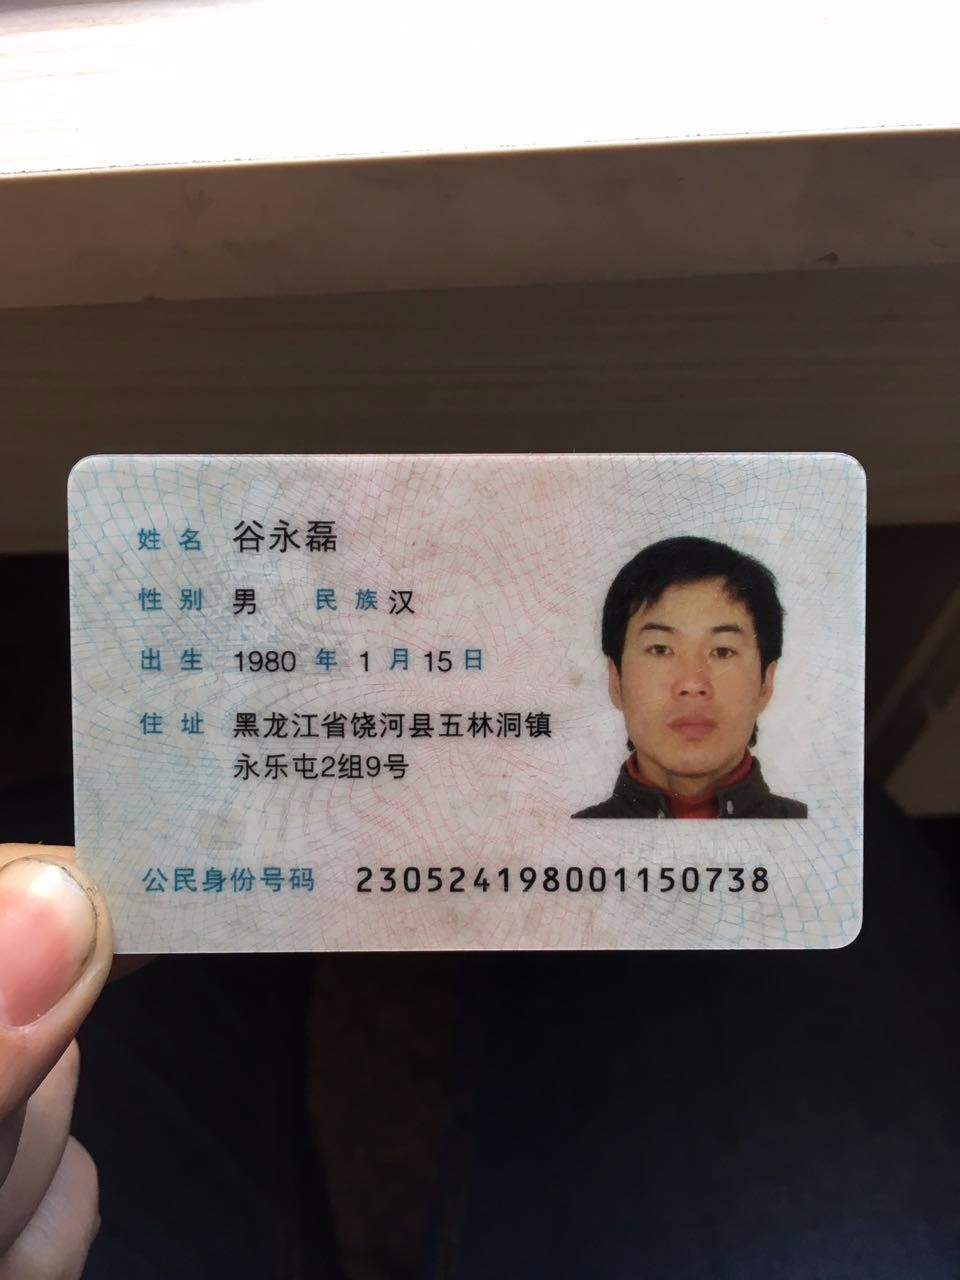 姓名 谷永磊
性别 男 民族 汉
出生 1980 年 1 月 15 日
住址 黑龙江省饶河县五林洞镇
永乐屯2组9号
公民身份号码 230524198001150738